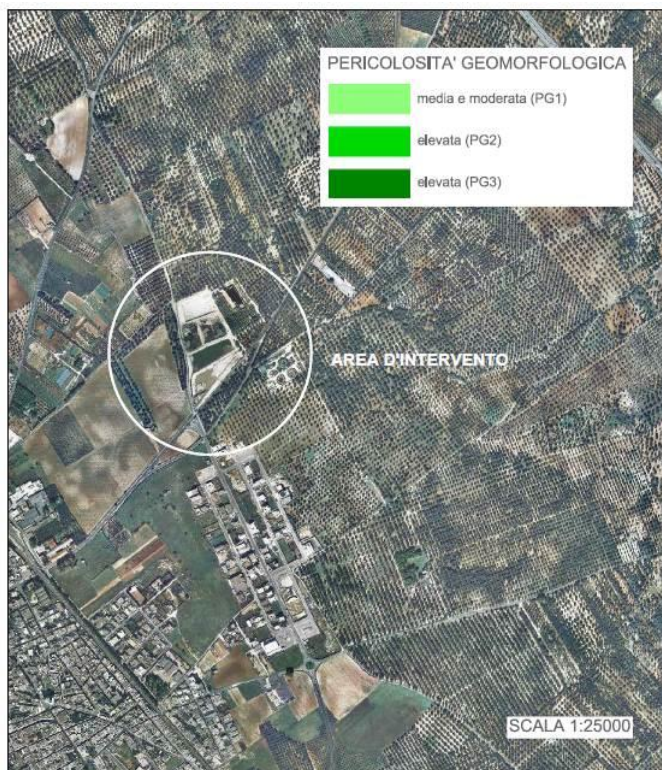 PERICOLOSITA' GEOMORFOLOGICA
media e moderata (PG1)
elevata (PG2)
elevata (PG3)
AREA D'INTERVENTO
SCALA 1:25000